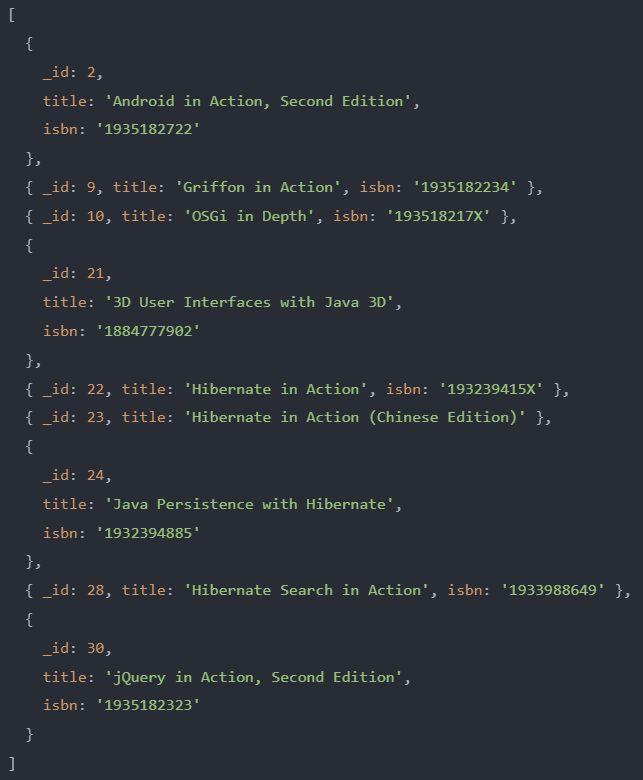 [
  {
    _id: 2,
    title: 'Android in Action, Second Edition',
    isbn: '1935182722'
  },
  { _id: 9, title: 'Griffon in Action', isbn: '1935182234' },
  { _id: 10, title: 'OSGi in Depth', isbn: '193518217X' },
  {
    _id: 21,
    title: '3D User Interfaces with Java 3D',
    isbn: '1884777902'
  },
  { _id: 22, title: 'Hibernate in Action', isbn: '193239415X' },
  { _id: 23, title: 'Hibernate in Action (Chinese Edition)' },
  {
    _id: 24,
    title: 'Java Persistence with Hibernate',
    isbn: '1932394885'
  },
  { _id: 28, title: 'Hibernate Search in Action', isbn: '1933988649' },
  {
    _id: 30,
    title: 'jQuery in Action, Second Edition',
    isbn: '1935182323'
  }
]